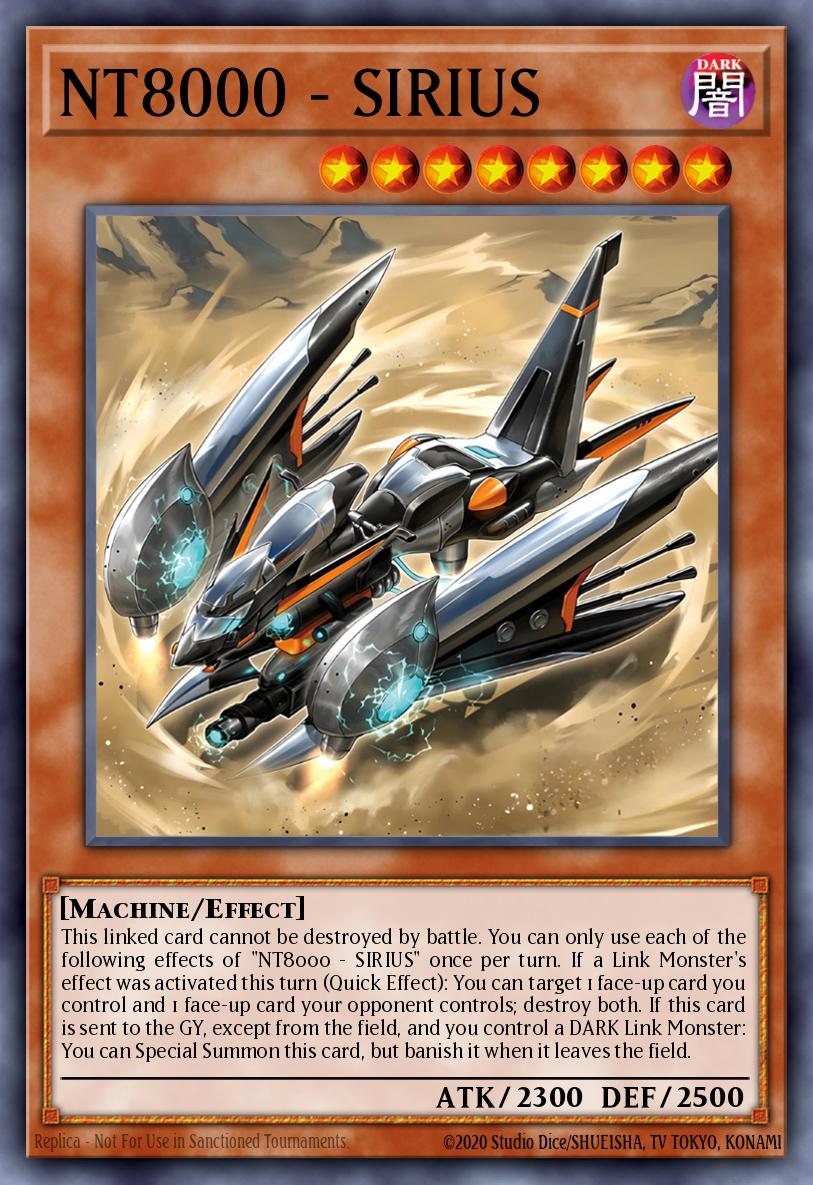 NT8000 - SIRIUS
DARK
闇
[MACHINE/EFFECT]
This linked card cannot be destroyed by battle. You can only use each of the
following effects of "NT8000 - SIRIUS" once per turn. If a Link Monster's
effect was activated this turn (Quick Effect): You can target 1 face-up card you
control and 1 face-up card your opponent controls; destroy both. If this card
is sent to the GY, except from the field, and you control a DARK Link Monster:
You can Special Summon this card, but banish it when it leaves the field.
ATK/2300 DEF/2500
Replica - Not For Use in Sanctioned Tournaments.
©2020 Studio Dice/SHUEISHA, TV TOKYO, KONAMI